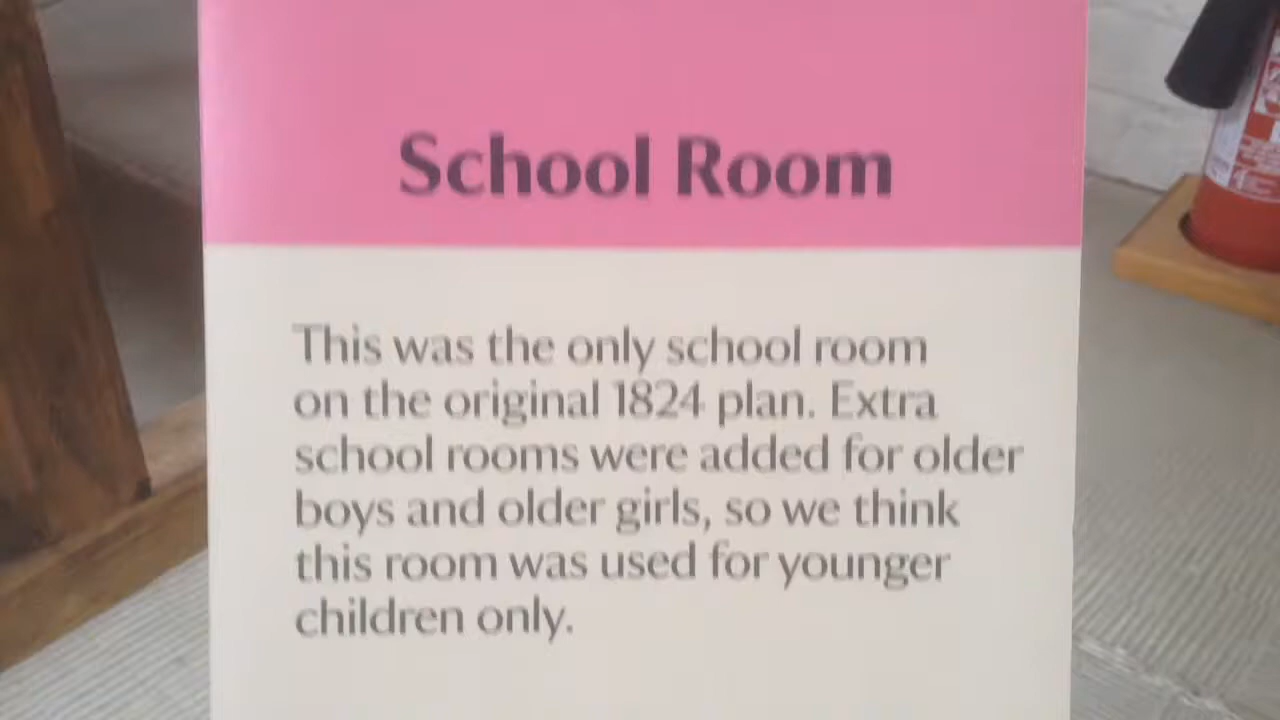 School Room
This was the only school room
on the original 1824 plan. Extra
school rooms were added for older
boys and older girls, so we think
this room was used for younger
children only.